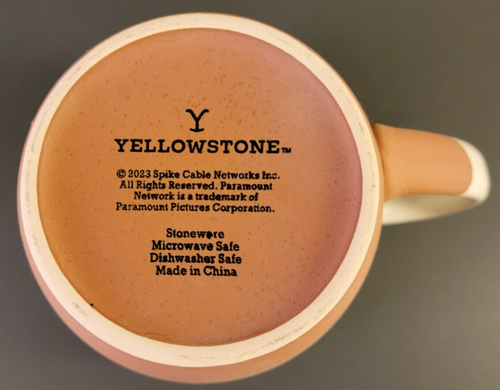 Y
YELLOWSTONE™
© 2023 Spike Cable Networks Inc.
All Rights Reserved. Paramount
Network is a trademark of
Paramount Pictures Corporation.
Stoneware
Microwave Safe
Dishwasher Safe
Made in China